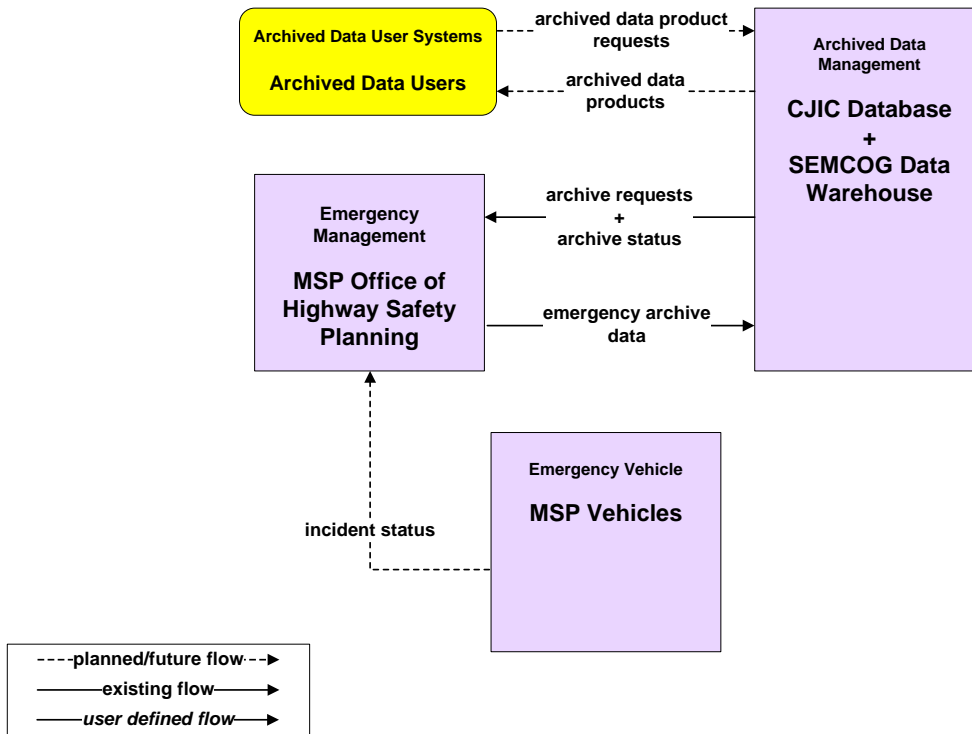 Archived Data User Systems
Archived Data Users
archived data product
requests
archived data
products
Archived Data
Management
CJIC Database
+
SEMCOG Data
Warehouse
Emergency
Management
MSP Office of
Highway Safety
Planning
archive requests
+
archive status
emergency archive
data
Emergency Vehicle
MSP Vehicles
incident status
planned/future flow
existing flow
user defined flow